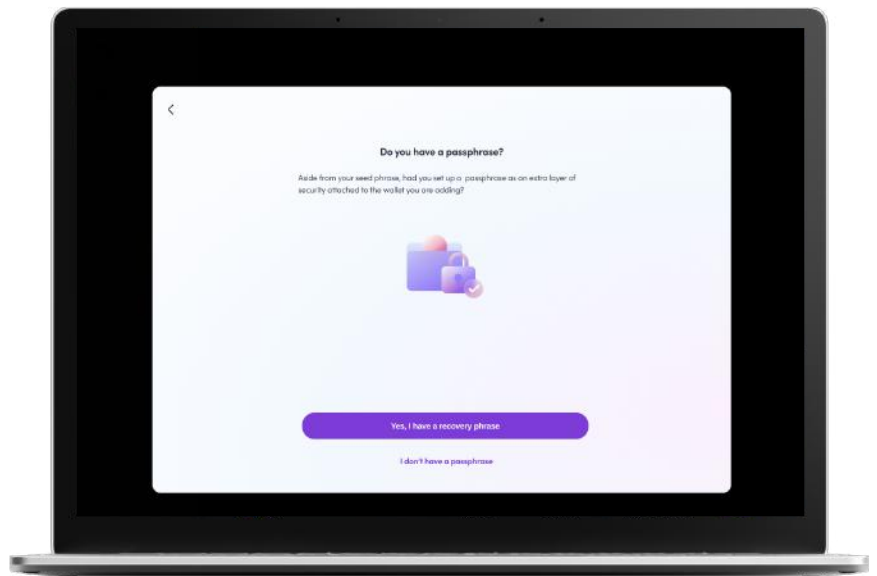 Do you have a passphrase?
Aside from your seed phrase, had you set up a passphrase as an extra layer of
security attached to the wallet you are adding?
Yes, I have a recovery phrase
I don't have a passphrase